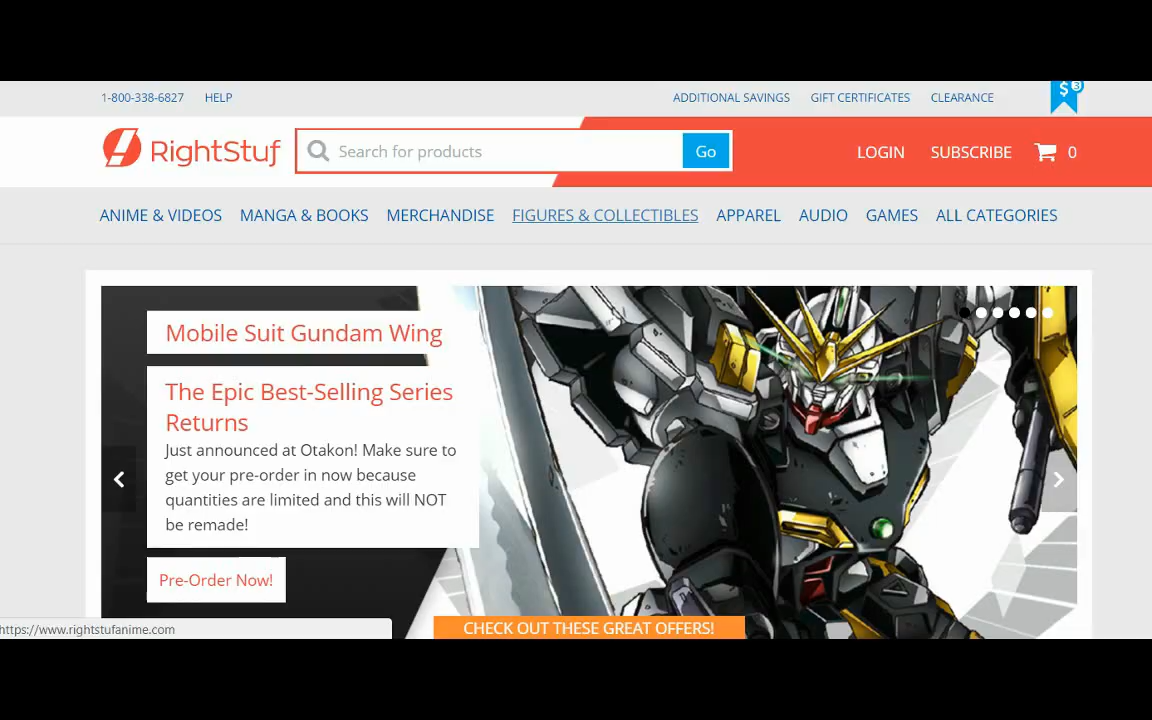 1-800-338-6827 HELP ADDITIONAL SAVINGS GIFT CERTIFICATES CLEARANCE $ 3
RightStuf Search for products Go LOGIN SUBSCRIBE 0
ANIME & VIDEOS MANGA & BOOKS MERCHANDISE FIGURES & COLLECTIBLES APPAREL AUDIO GAMES ALL CATEGORIES
Mobile Suit Gundam Wing
The Epic Best-Selling Series
Returns
Just announced at Otakon! Make sure to
get your pre-order in now because
quantities are limited and this will NOT
be remade!
Pre-Order Now!
https://www.rightstufanime.com
CHECK OUT THESE GREAT OFFERS!